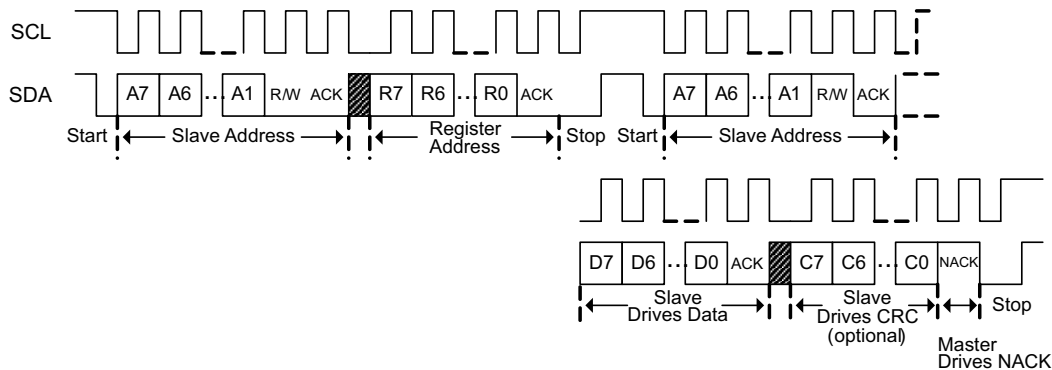 SCL
SDA
A7 A6 ... A1 R/W ACK R7 R6 ... R0 ACK A7 A6 ... A1 R/W ACK
Start Slave Address Register Address Stop Start Slave Address
D7 D6 ... D0 ACK C7 C6 ... C0 NACK
Slave
Drives Data
Slave
Drives CRC
(optional)
Stop
Master
Drives NACK